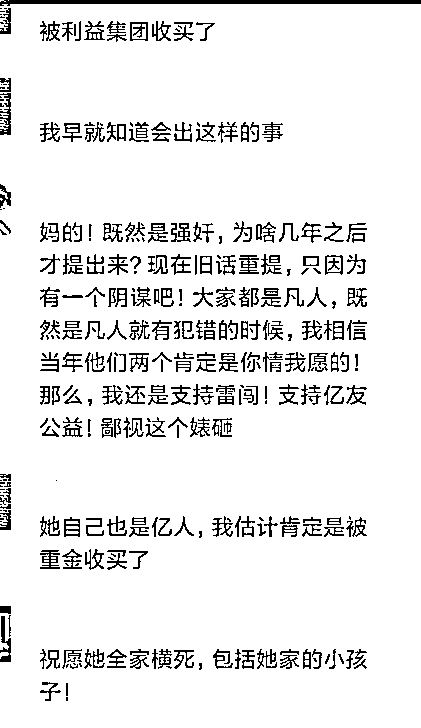 被利益集团收买了
我早就知道会出这样的事
妈的！既然是强奸，为啥几年之后
才提出来？现在旧话重提，只因为
有一个阴谋吧！大家都是凡人，既
然是凡人就有犯错的时候，我相信
当年他们两个肯定是你情我愿的！
那么，我还是支持雷闯！支持亿友
公益！鄙视这个婊砸
她自己也是亿人，我估计肯定是被
重金收买了
祝愿她全家横死，包括她家的小孩
子！